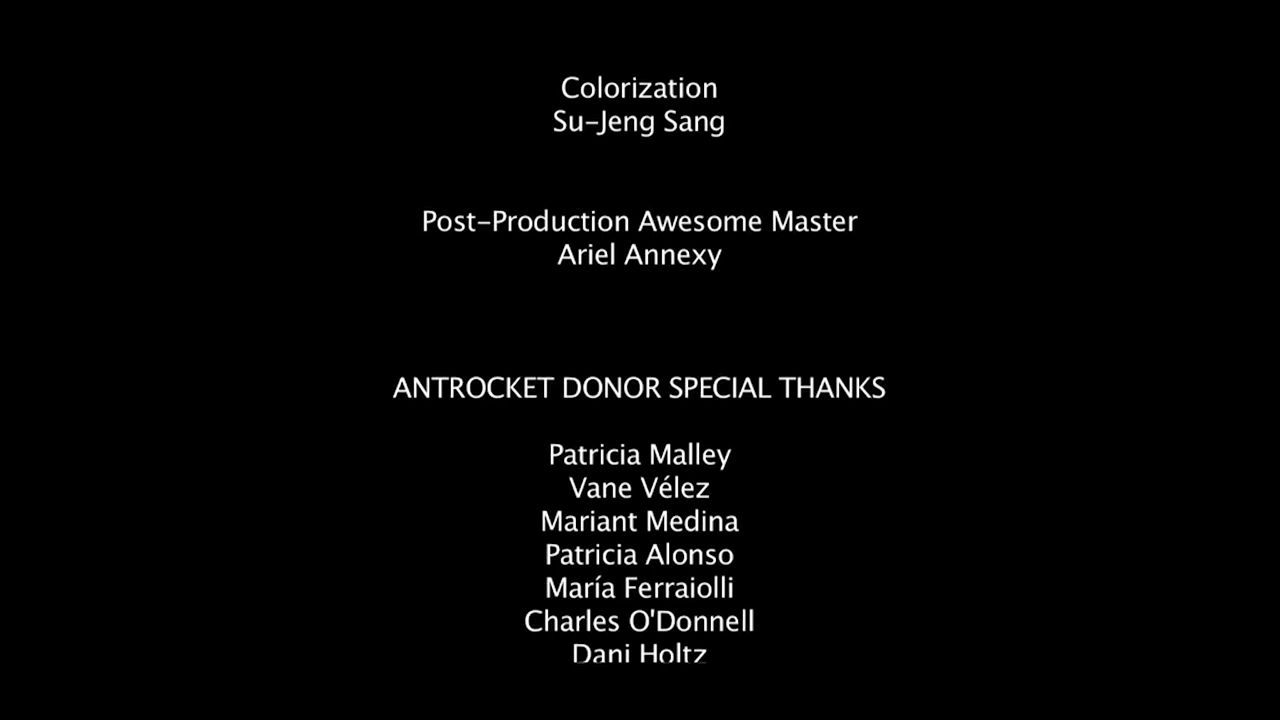 Colorization
Su-Jeng Sang
Post-Production Awesome Master
Ariel Annexy
ANTROCKET DONOR SPECIAL THANKS
Patricia Malley
Vane Vélez
Mariant Medina
Patricia Alonso
María Ferraiolli
Charles O'Donnell
Dani Holtz